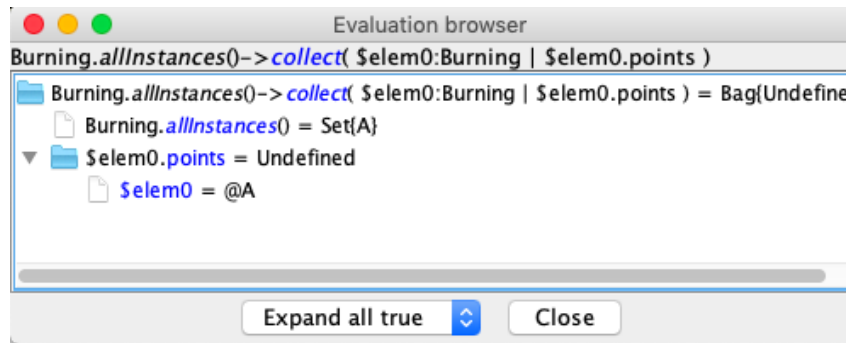 Evaluation browser
Burning.allInstances()->collect( $elem0:Burning | $elem0.points )
Burning.allInstances()->collect( $elem0:Burning | $elem0.points ) = Bag{Undefine
Burning.allInstances() = Set{A}
$elem0.points = Undefined
$elem0 = @A
Expand all true
Close